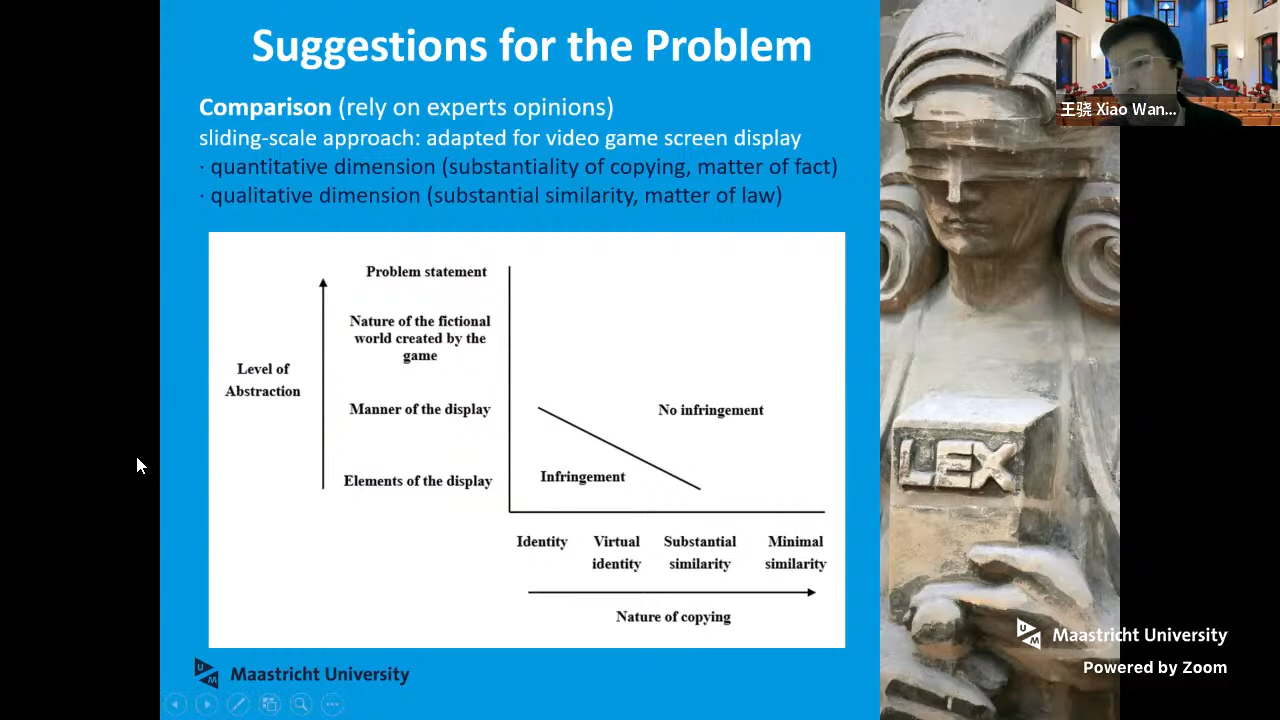 Suggestions for the Problem
Comparison (rely on experts opinions)
sliding-scale approach: adapted for video game screen display
· quantitative dimension (substantiality of copying, matter of fact)
· qualitative dimension (substantial similarity, matter of law)
Problem statement
Nature of the fictional
world created by the
game
Level of
Abstraction
Manner of the display
No infringement
Elements of the display
Infringement
Identity
Virtual
identity
Substantial
similarity
Minimal
similarity
Nature of copying
UM
Maastricht University
王骁 Xiao Wan...
LEX
UM
Maastricht University
Powered by Zoom